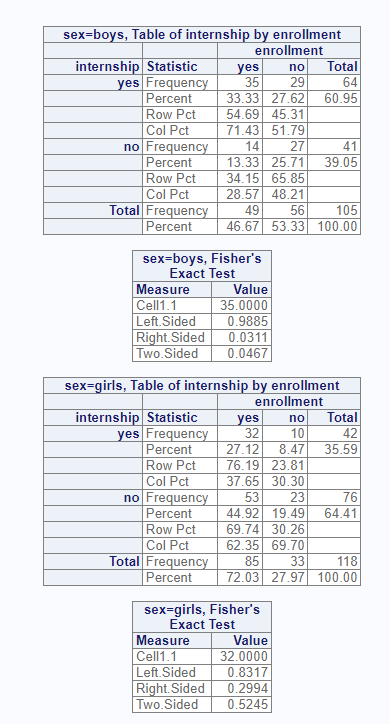 sex=boys, Table of internship by enrollment
enrollment
internship Statistic yes no Total
yes Frequency 35 29 64
Percent 33.33 27.62 60.95
Row Pct 54.69 45.31
Col Pct 71.43 51.79
no Frequency 14 27 41
Percent 13.33 25.71 39.05
Row Pct 34.15 65.85
Col Pct 28.57 48.21
Total Frequency 49 56 105
Percent 46.67 53.33 100.00
sex=boys, Fisher's
Exact Test
Measure Value
Cell1.1 35.0000
Left.Sided 0.9885
Right.Sided 0.0311
Two.Sided 0.0467
sex=girls, Table of internship by enrollment
enrollment
internship Statistic yes no Total
yes Frequency 32 10 42
Percent 27.12 8.47 35.59
Row Pct 76.19 23.81
Col Pct 37.65 30.30
no Frequency 53 23 76
Percent 44.92 19.49 64.41
Row Pct 69.74 30.26
Col Pct 62.35 69.70
Total Frequency 85 33 118
Percent 72.03 27.97 100.00
sex=girls, Fisher's
Exact Test
Measure Value
Cell1.1 32.0000
Left.Sided 0.8317
Right.Sided 0.2994
Two.Sided 0.5245